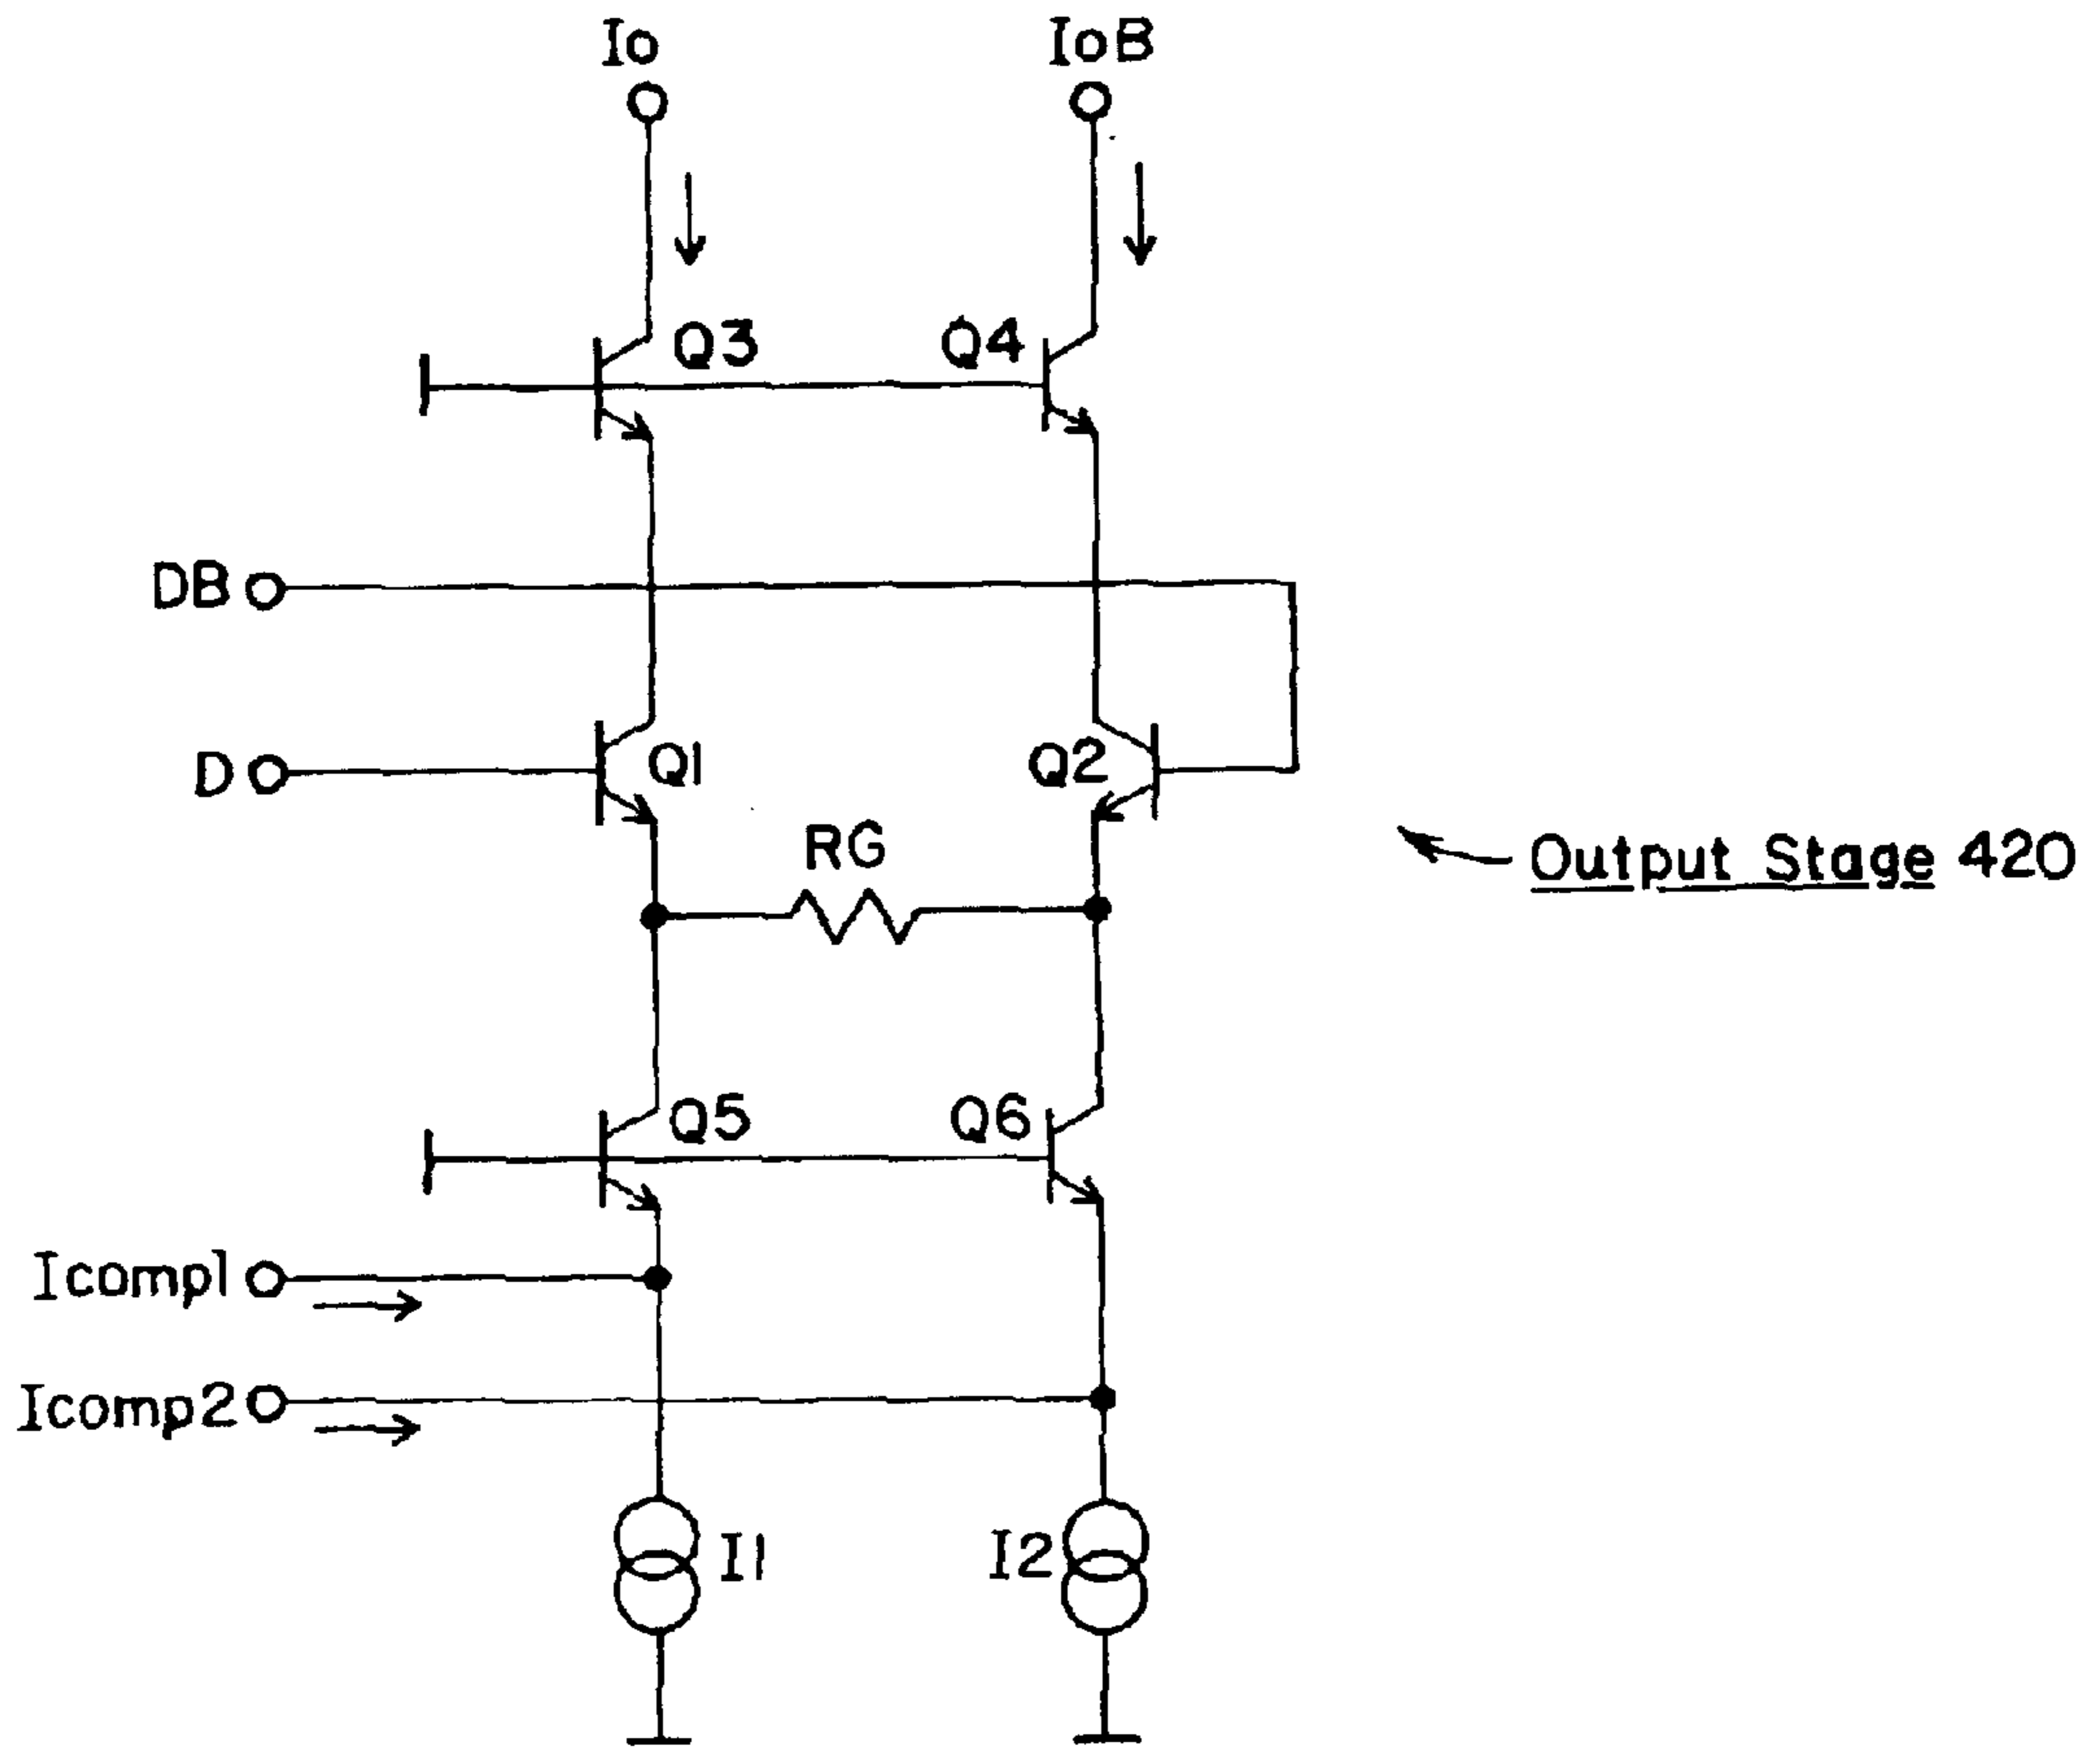 Io
IoB
Q3
Q4
DB
D
Q1
Q2
RG
Output Stage 420
Q5
Q6
Icomp1
Icomp2
I1
I2